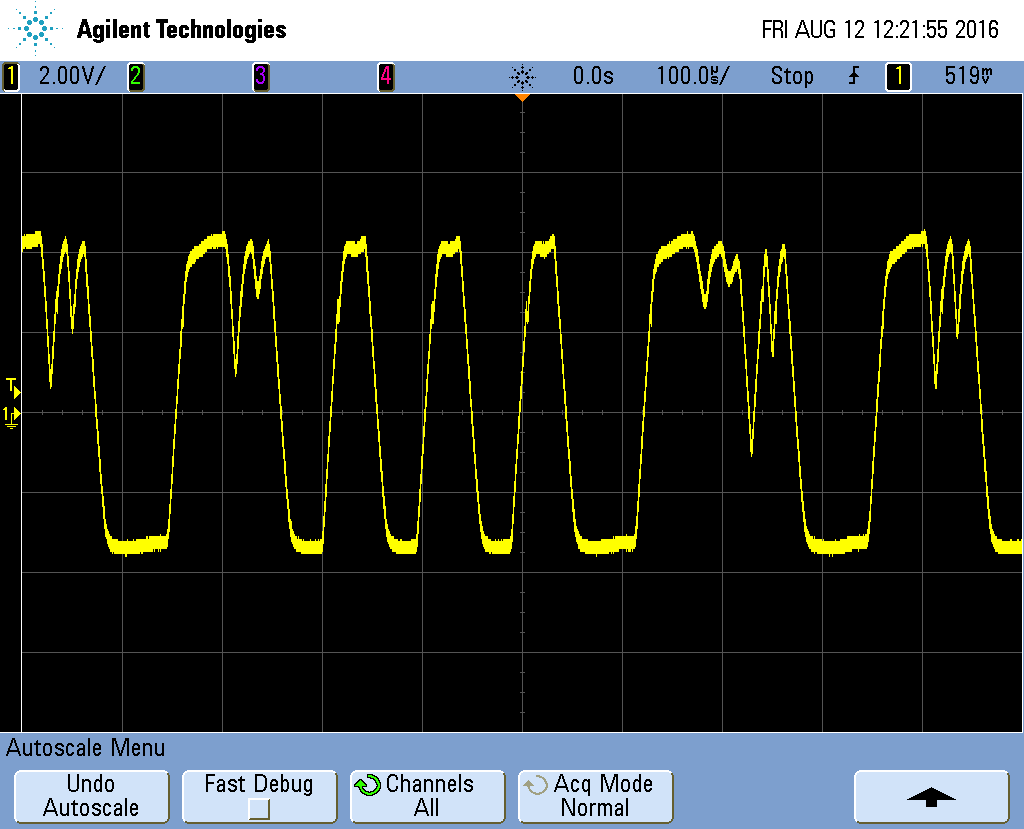 Agilent Technologies FRI AUG 12 12:21:55 2016
1 2.00V/ 2 3 4 0.0s 100.0µs/ Stop 1 519mV
T
1
Autoscale Menu
Undo Autoscale
Fast Debug
Channels All
Acq Mode Normal